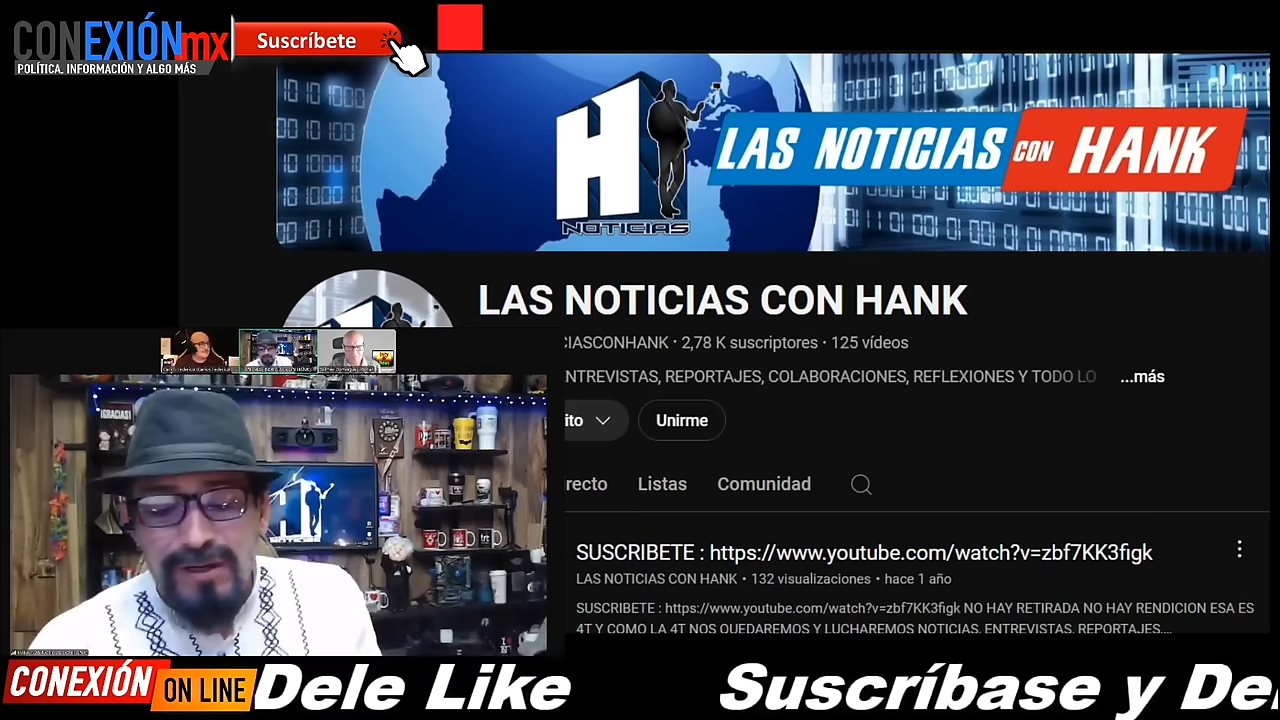 CONEXIÓNmx
POLÍTICA, INFORMACIÓN Y ALGO MÁS
Suscríbete
H
NOTICIAS
LAS NOTICIAS CON HANK
LAS NOTICIAS CON HANK
CIASCONHANK · 2,78 K suscriptores · 125 vídeos
NTREVISTAS, REPORTAJES, COLABORACIONES, REFLEXIONES Y TODO LO ...más
ito
Unirme
recto Listas Comunidad
SUSCRIBETE : https://www.youtube.com/watch?v=zbf7KK3figk
LAS NOTICIAS CON HANK · 132 visualizaciones · hace 1 año
SUSCRIBETE : https://www.youtube.com/watch?v=zbf7KK3figk NO HAY RETIRADA NO HAY RENDICION ESA ES
4T Y COMO LA 4T NOS QUEDAREMOS Y LUCHAREMOS NOTICIAS, ENTREVISTAS, REPORTAJES,...
¡GRACIAS!
H
CONEXIÓN
ON LINE
Dele Like Suscríbase y De